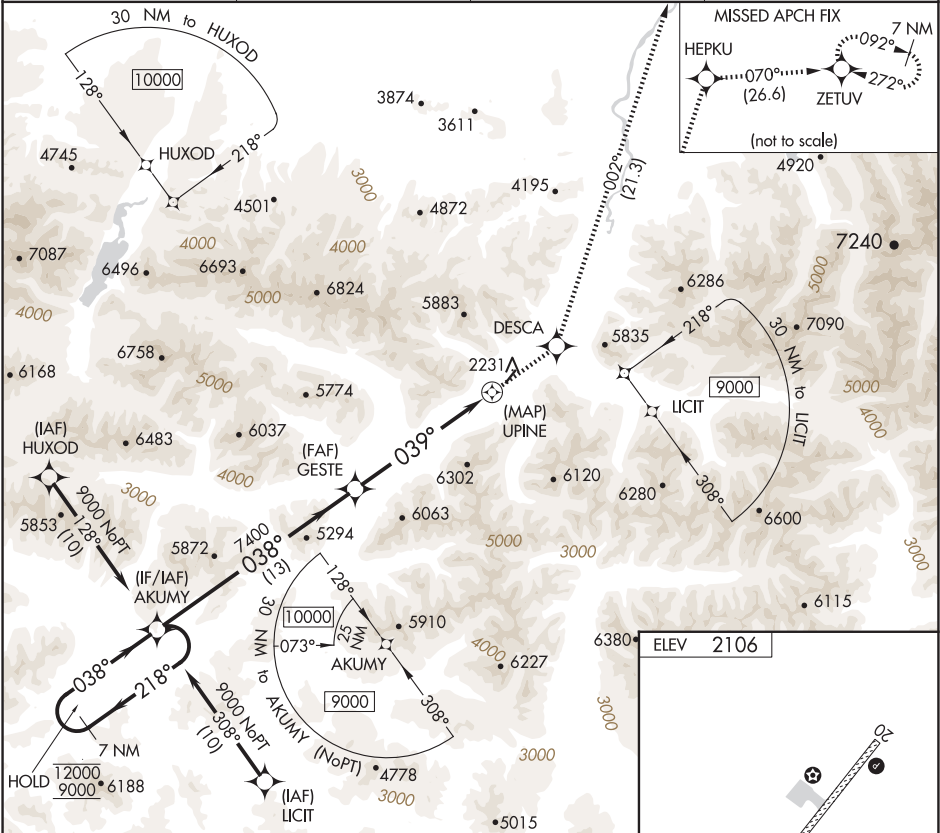 30 NM to HUXOD
128°
10000
218°
HUXOD
MISSED APCH FIX
HEPKU
070°
(26.6)
092°
7 NM
272°
ZETUV
(not to scale)
3874
3611
4745
4501
3000
4872
4195
002°
(21.3)
4920
7240
7087
4000
4000
6496
6693
5000
6824
5883
6286
5000
4000
DESCA
5835
218°
7090
30 NM to LICIT
6758
6168
5000
5774
2231
(MAP)
UPINE
9000
LICIT
5000
4000
(IAF)
HUXOD
6483
6037
4000
(FAF)
GESTE
039°
6302
6120
6280
308°
6600
3000
9000 NoPT
128°
(10)
5853
5872
7400
038°
(13)
5294
6063
5000
3000
3000
(IF/IAF)
AKUMY
128°
10000
25 NM
073°
5910
AKUMY
30 NM to AKUMY (NoPT)
9000
308°
4000
6227
6115
6380
3000
038°
218°
7 NM
HOLD
12000
9000
6188
9000 NoPT
308°
(10)
(IAF)
LICIT
4778
3000
3000
5015
ELEV 2106
20
P